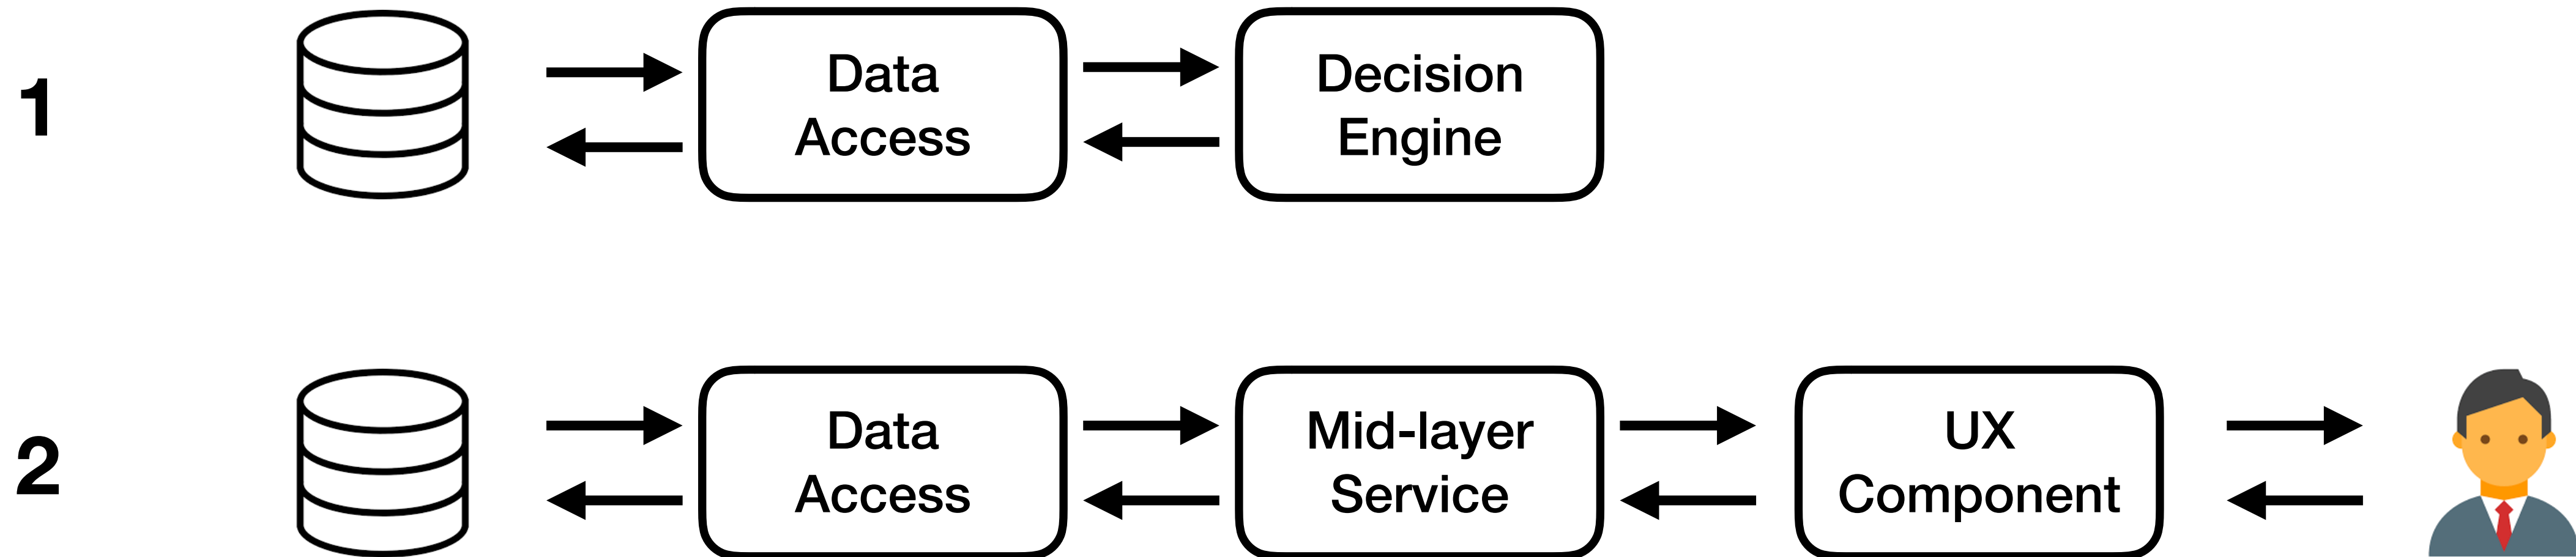 1
Data
Access
Decision
Engine
2
Data
Access
Mid-layer
Service
UX
Component